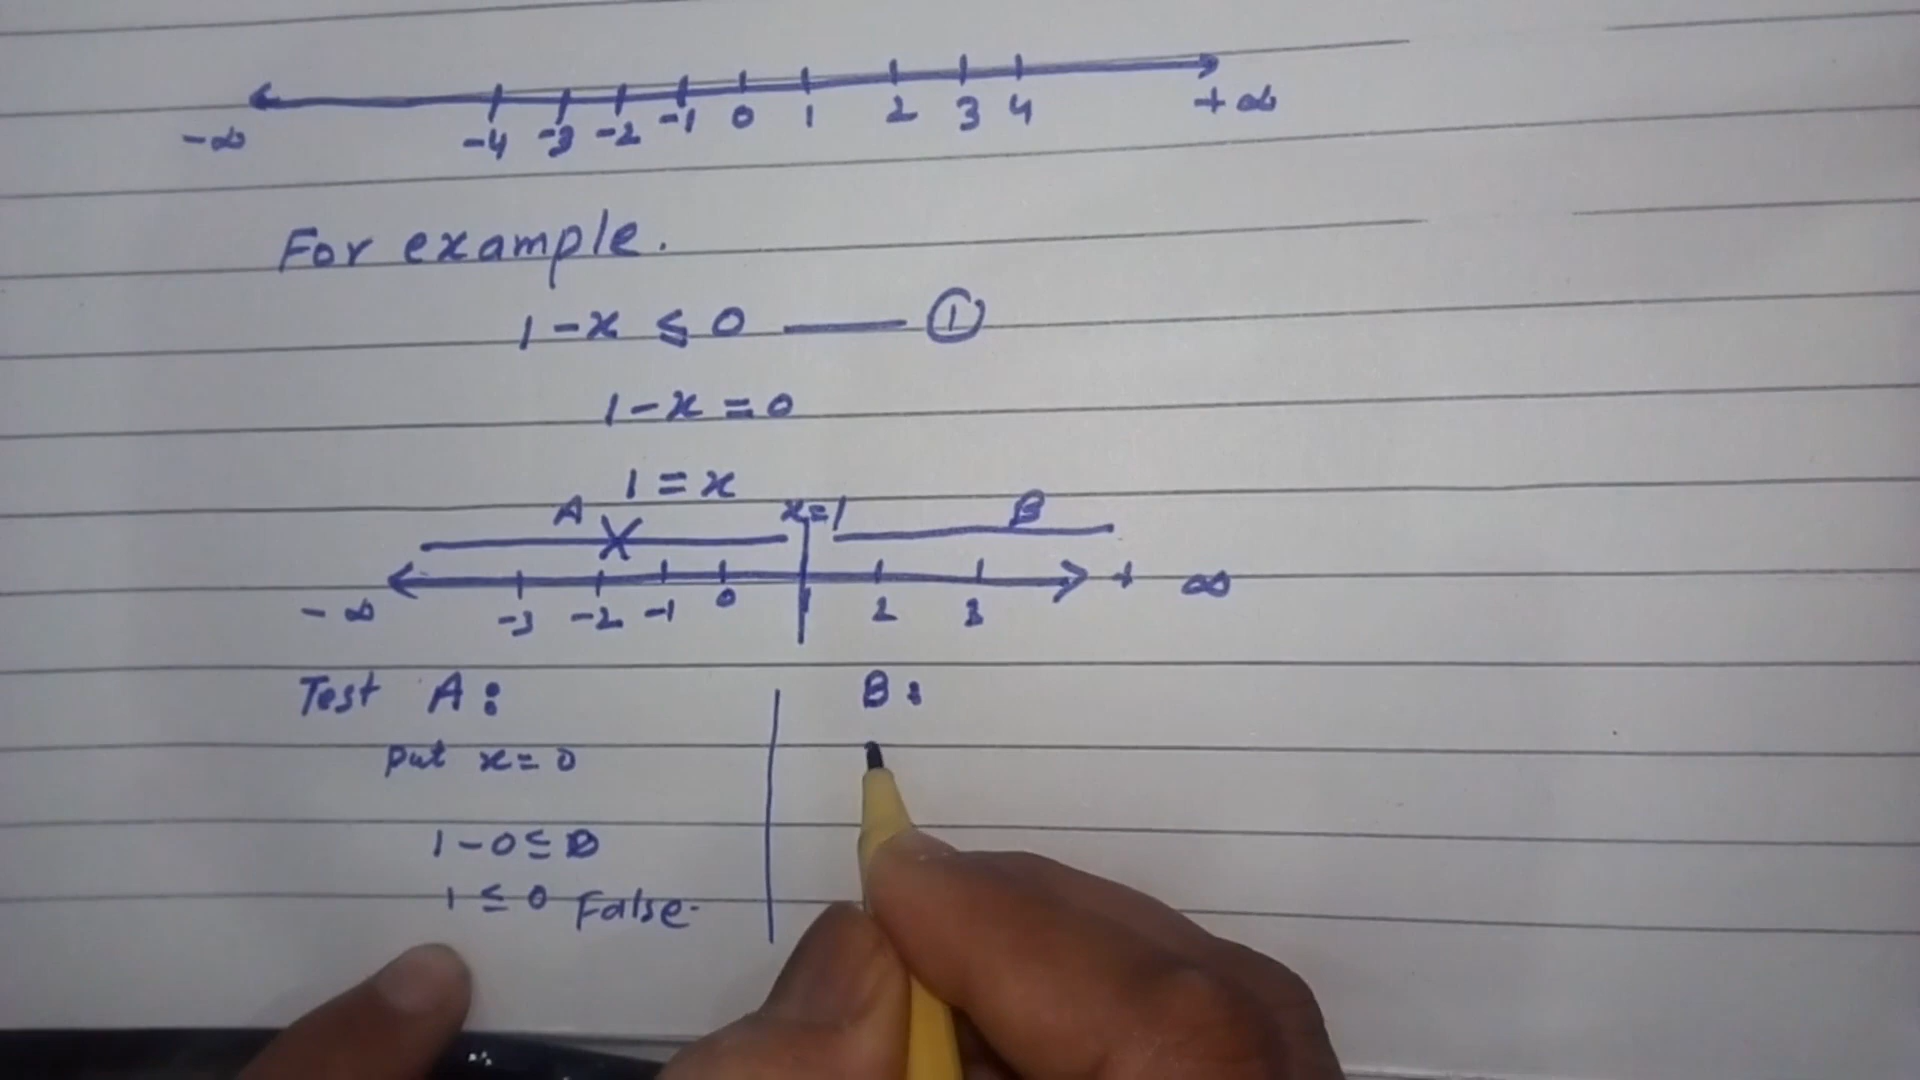 -4 -3 -2 -1 0 1 2 3 4
-∞ +∞
For example.
1-x ≤ 0 —— ①
1-x = 0
1 = x
A x=1 B
-∞ -3 -2 -1 0 1 2 3 + ∞
Test A: B:
put x=0
1-0≤0
1 ≤ 0 False.